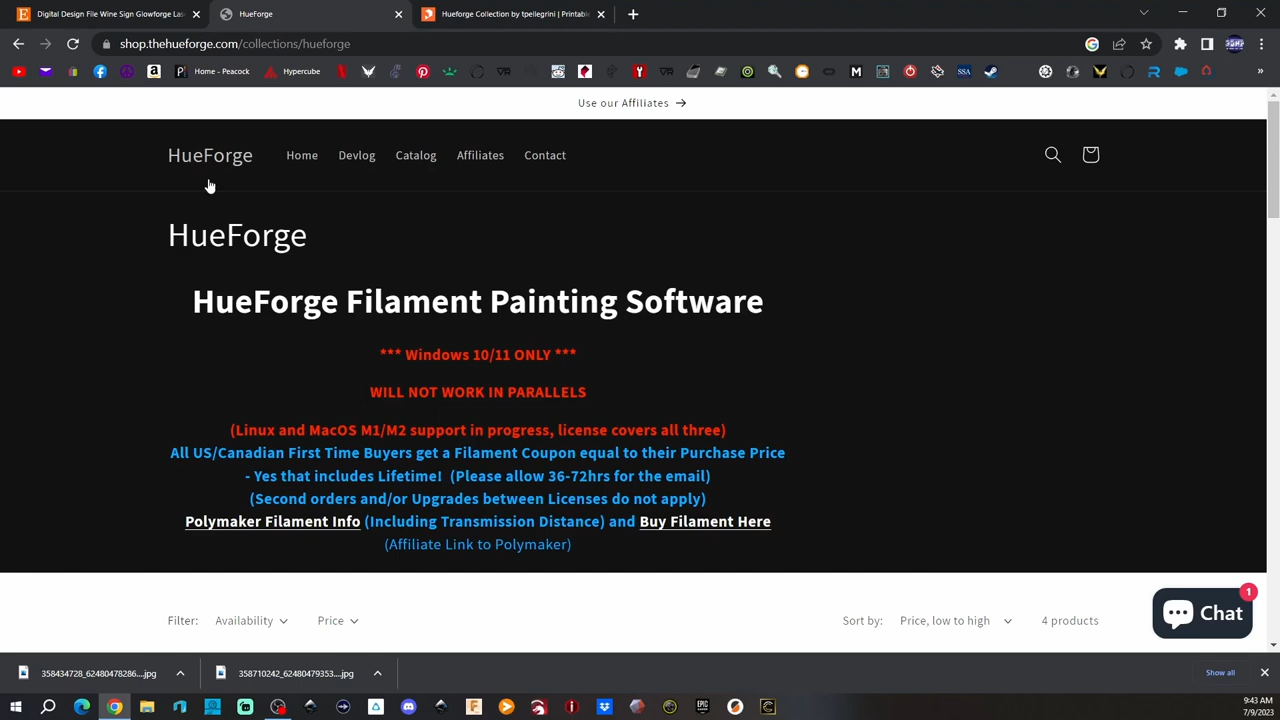 Digital Design File Wine Sign Glowforge Las
HueForge
Hueforge Collection by tpellegrini | Printabl
shop.thehueforge.com/collections/hueforge
Home - Peacock
Hypercube
Use our Affiliates →
HueForge
Home
Devlog
Catalog
Affiliates
Contact
HueForge
HueForge Filament Painting Software
*** Windows 10/11 ONLY ***
WILL NOT WORK IN PARALLELS
(Linux and MacOS M1/M2 support in progress, license covers all three)
All US/Canadian First Time Buyers get a Filament Coupon equal to their Purchase Price
- Yes that includes Lifetime! (Please allow 36-72hrs for the email)
(Second orders and/or Upgrades between Licenses do not apply)
Polymaker Filament Info (Including Transmission Distance) and Buy Filament Here
(Affiliate Link to Polymaker)
Filter: Availability Price
Sort by: Price, low to high 4 products
Chat
1
358434728_62480478286....jpg
358710242_62480479353....jpg
Show all
9:43 AM
7/9/2023